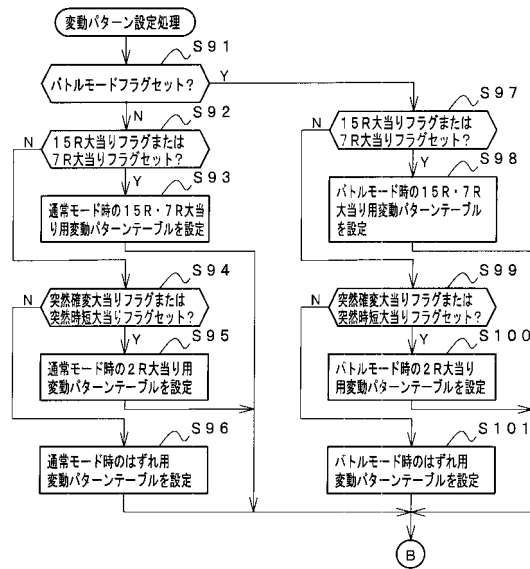 変動パターン設定処理
S91
バトルモードフラグセット?
Y
N
S92
15R大当りフラグまたは
7R大当りフラグセット?
N
Y
S93
通常モード時の15R・7R大当
り用変動パターンテーブルを設定
S94
突然確変大当りフラグまたは
突然時短大当りフラグセット?
N
Y
S95
通常モード時の2R大当り用
変動パターンテーブルを設定
S96
通常モード時のはずれ用
変動パターンテーブルを設定
S97
15R大当りフラグまたは
7R大当りフラグセット?
N
Y
S98
バトルモード時の15R・7R
大当り用変動パターンテーブル
を設定
S99
突然確変大当りフラグまたは
突然時短大当りフラグセット?
N
Y
S100
バトルモード時の2R大当り
用変動パターンテーブルを設定
S101
バトルモード時のはずれ用
変動パターンテーブルを設定
B